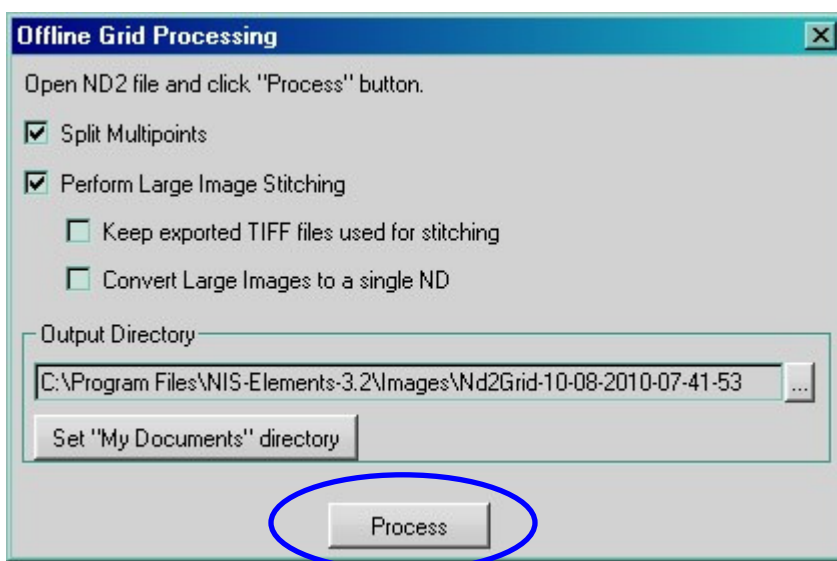 Offline Grid Processing
Open ND2 file and click "Process" button.
Split Multipoints
Perform Large Image Stitching
Keep exported TIFF files used for stitching
Convert Large Images to a single ND
Output Directory
C:\Program Files\NIS-Elements-3.2\Images\Nd2Grid-10-08-2010-07-41-53
...
Set "My Documents" directory
Process